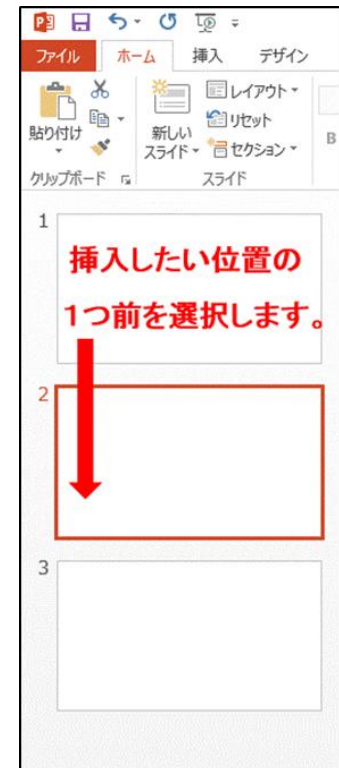 ファイル ホーム 挿入 デザイン
貼り付け 新しい レイアウト
スライド リセット
セクション B
クリップボード スライド
1
挿入したい位置の
1つ前を選択します。
2
3